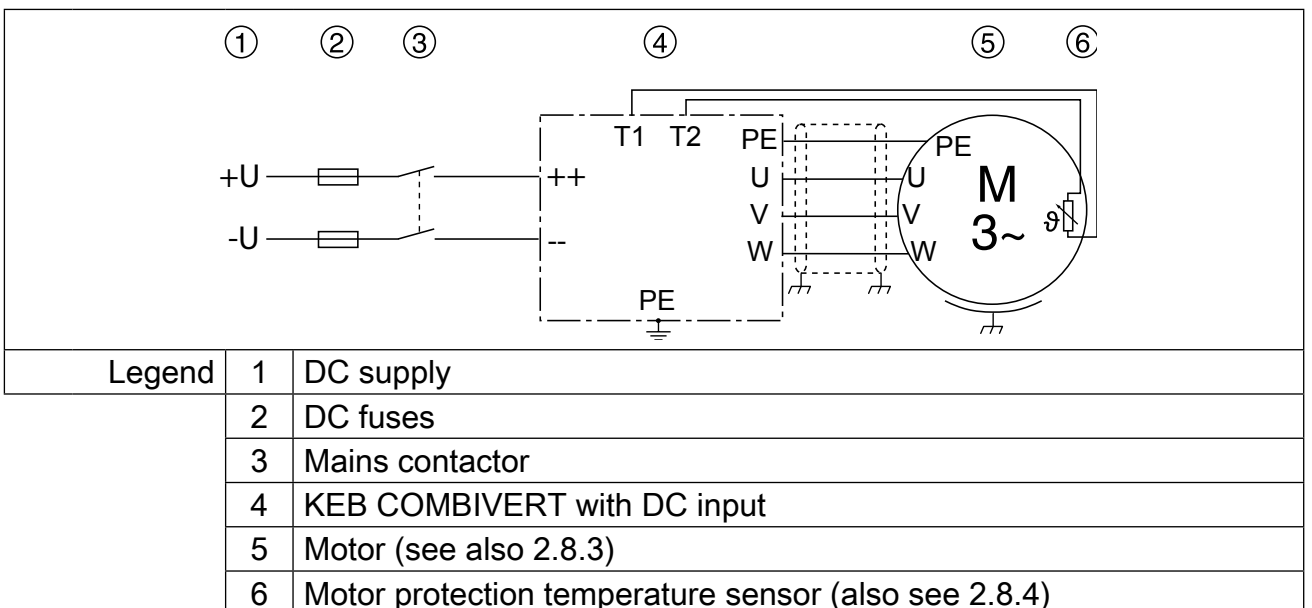 ① ② ③ ④ ⑤ ⑥
T1 T2 PE PE
+U ++ U U M
V V 3~ ϑ
-U -- W W
PE
Legend 1 DC supply
2 DC fuses
3 Mains contactor
4 KEB COMBIVERT with DC input
5 Motor (see also 2.8.3)
6 Motor protection temperature sensor (also see 2.8.4)